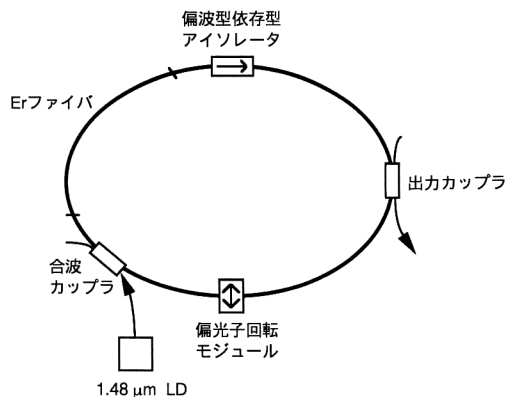 偏波型依存型
アイソレータ
Erファイバ
出力カップラ
合波
カップラ
偏光子回転
モジュール
1.48 μm LD